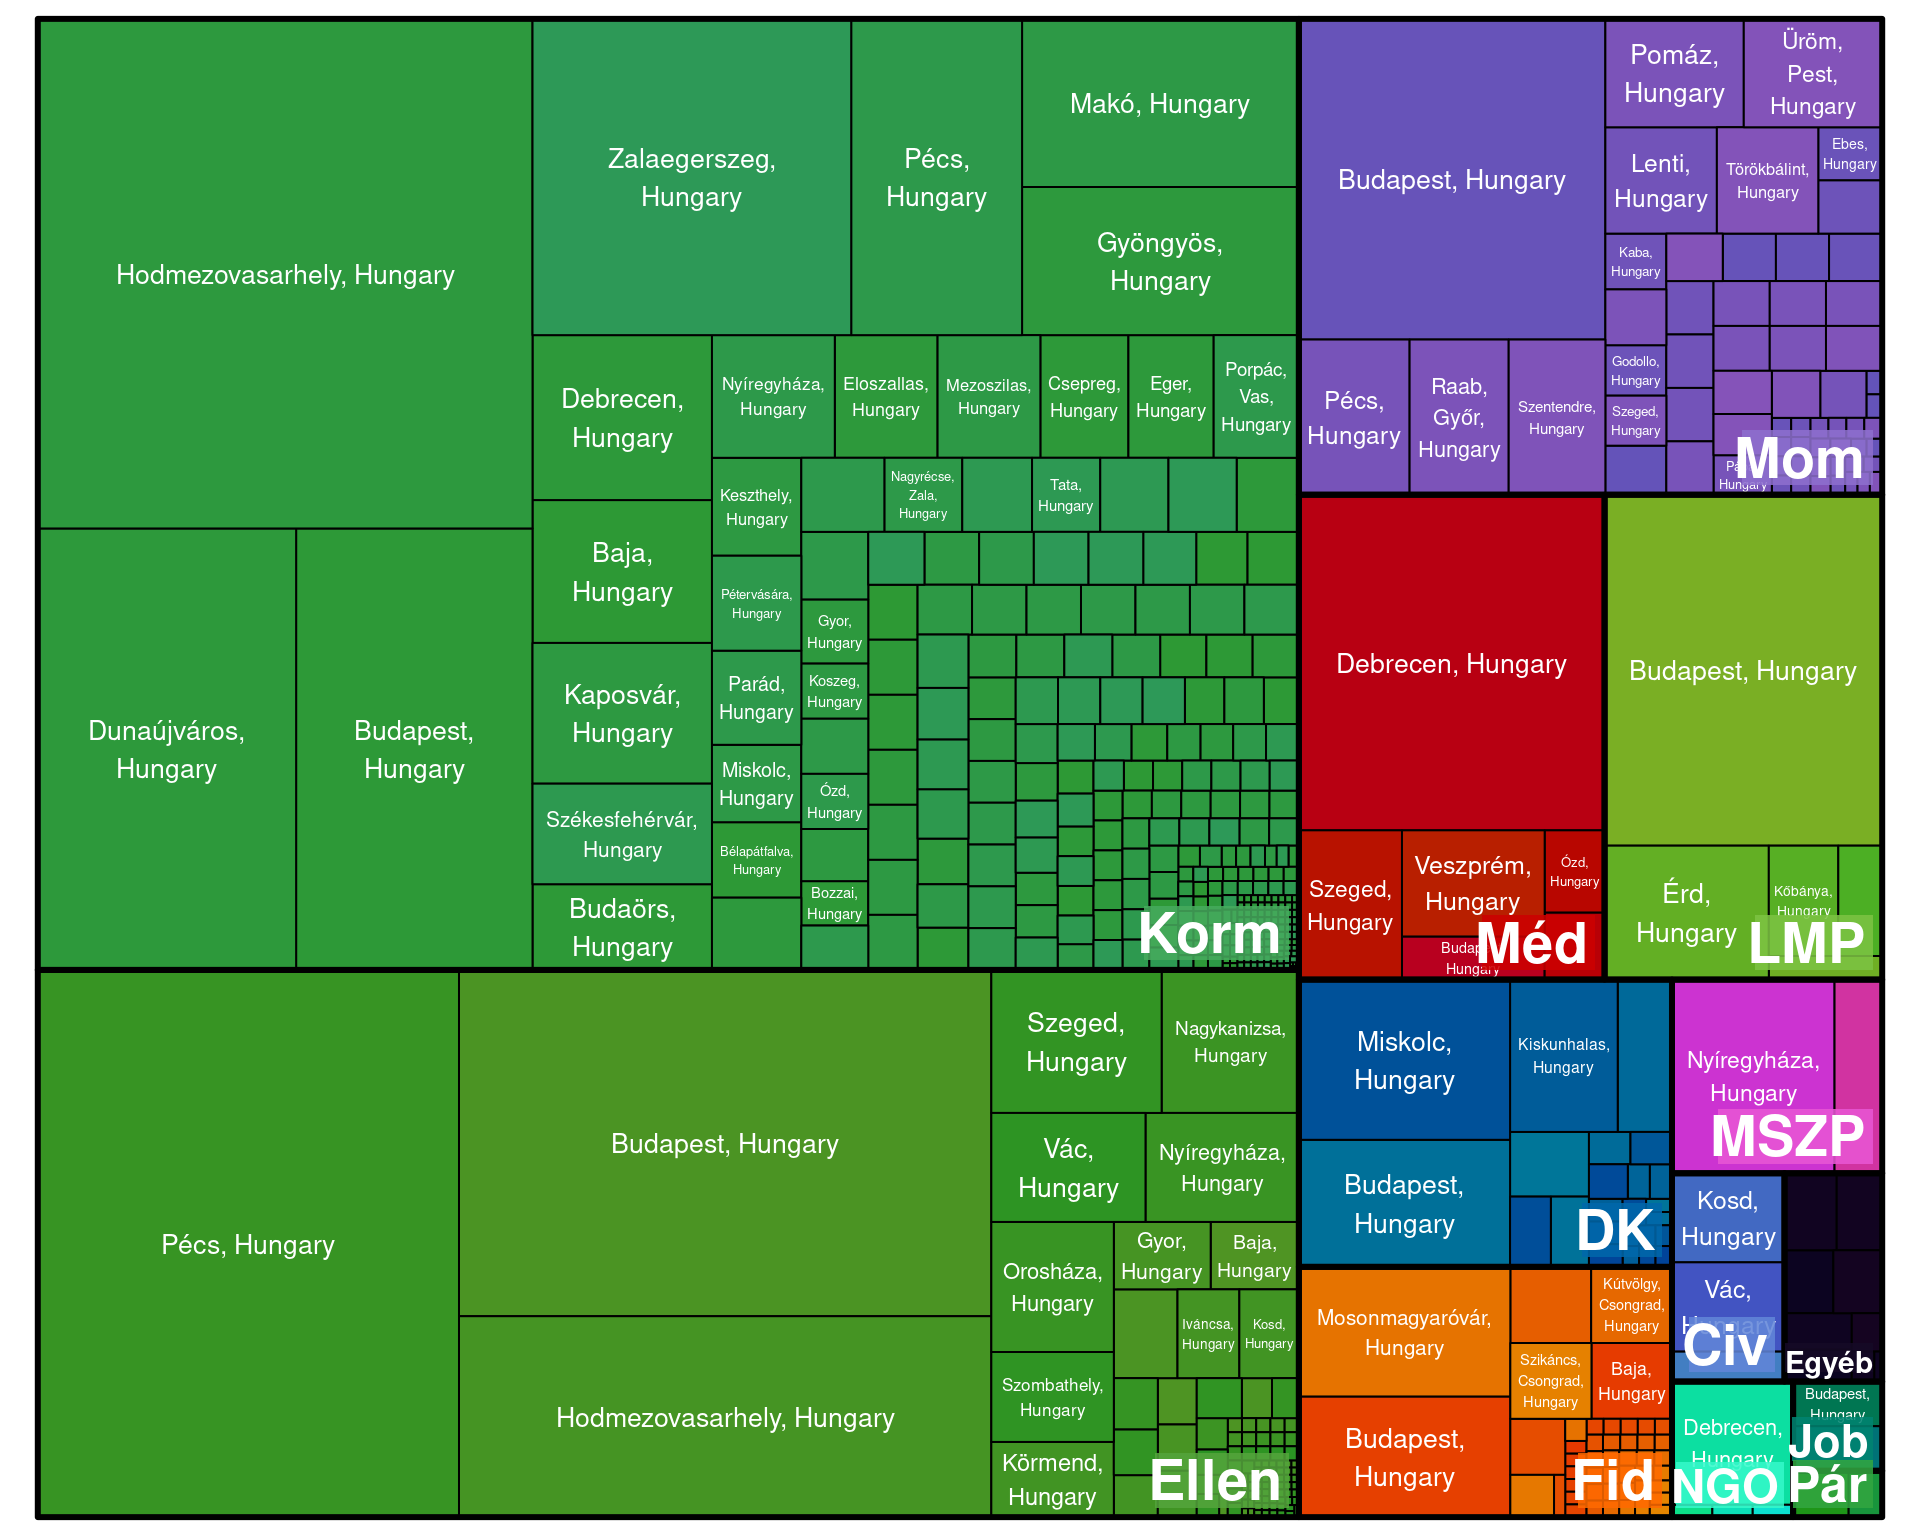 Hodmezovasarhely, Hungary
Zalaegerszeg,
Hungary
Pécs,
Hungary
Makó, Hungary
Gyöngyös,
Hungary
Dunaújváros,
Hungary
Budapest,
Hungary
Debrecen,
Hungary
Baja,
Hungary
Kaposvár,
Hungary
Székesfehérvár,
Hungary
Budaörs,
Hungary
Nyíregyháza,
Hungary
Eloszallas,
Hungary
Mezoszilas,
Hungary
Csepreg,
Hungary
Eger,
Hungary
Porpác,
Vas,
Hungary
Keszthely,
Hungary
Nagyrécse,
Zala,
Hungary
Tata,
Hungary
Pétervására,
Hungary
Gyor,
Hungary
Parád,
Hungary
Koszeg,
Hungary
Miskolc,
Hungary
Ózd,
Hungary
Bélapátfalva,
Hungary
Bozzai,
Hungary
Korm
Pécs, Hungary
Budapest, Hungary
Hodmezovasarhely, Hungary
Szeged,
Hungary
Nagykanizsa,
Hungary
Vác,
Hungary
Nyíregyháza,
Hungary
Orosháza,
Hungary
Gyor,
Hungary
Baja,
Hungary
Iváncsa,
Hungary
Kosd,
Hungary
Szombathely,
Hungary
Körmend,
Hungary
Ellen
Budapest, Hungary
Pomáz,
Hungary
Üröm,
Pest,
Hungary
Lenti,
Hungary
Törökbálint,
Hungary
Ebes,
Hungary
Kaba,
Hungary
Pécs,
Hungary
Raab,
Győr,
Hungary
Szentendre,
Hungary
Godollo,
Hungary
Szeged,
Hungary
Hungary
Mom
Debrecen, Hungary
Szeged,
Hungary
Veszprém,
Hungary
Ózd,
Hungary
Hungary
Méd
Budapest, Hungary
Érd,
Hungary
Kőbánya,
Hungary
LMP
Miskolc,
Hungary
Kiskunhalas,
Hungary
Budapest,
Hungary
DK
Nyíregyháza,
Hungary
MSZP
Kosd,
Hungary
Vác,
Hungary
Civ
Egyéb
Mosonmagyaróvár,
Hungary
Kútvölgy,
Csongrad,
Hungary
Szikáncs,
Csongrad,
Hungary
Baja,
Hungary
Budapest,
Hungary
Fid
Debrecen,
Hungary
NGO
Budapest,
Hungary
Job
Pár